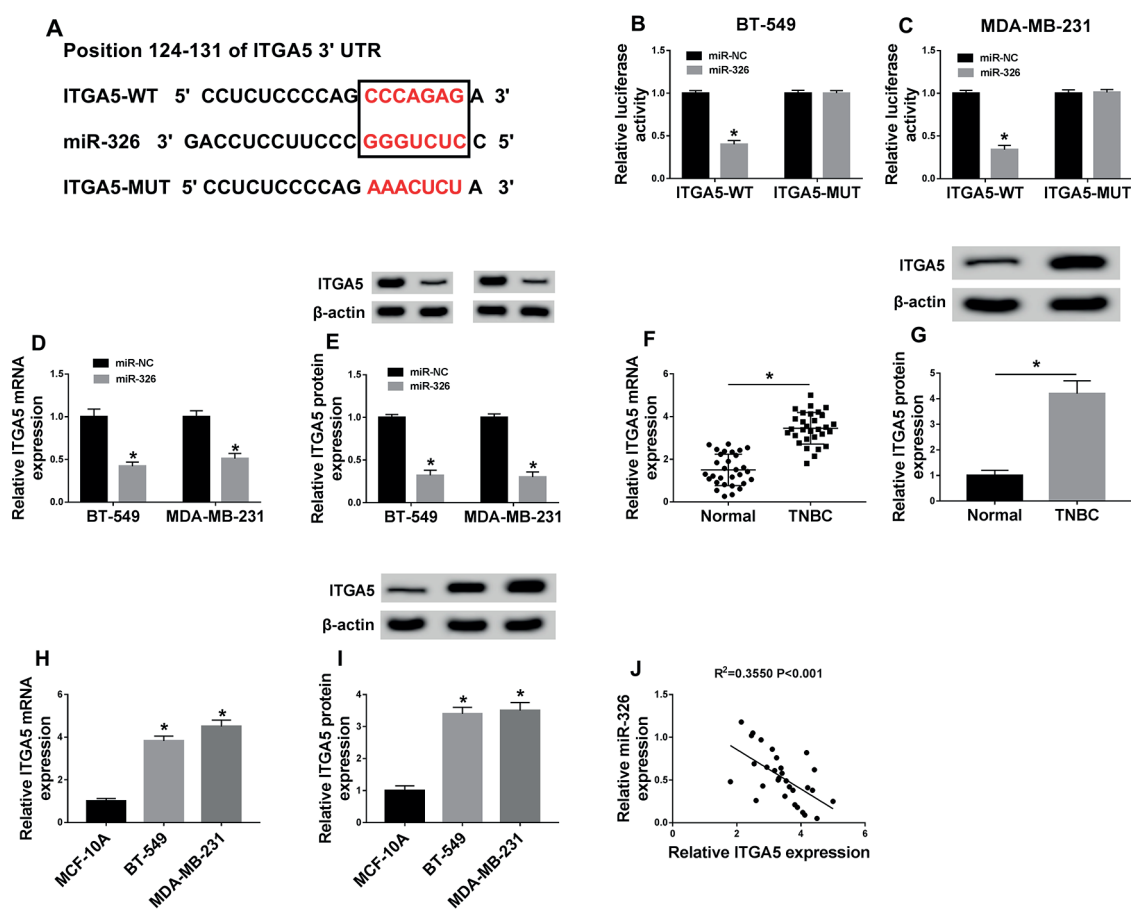 A
Position 124-131 of ITGA5 3' UTR
ITGA5-WT 5' CCUCUCCCCAG CCCAGAG A 3'
miR-326 3' GACCUCCUUCCC GGGUCUC C 5'
ITGA5-MUT 5' CCUCUCCCCAG AAACUCU A 3'
B
BT-549
Relative luciferase activity
miR-NC
miR-326
1.5
1.0
0.5
0.0
*
ITGA5-WT ITGA5-MUT
C
MDA-MB-231
Relative luciferase activity
miR-NC
miR-326
1.5
1.0
0.5
0.0
*
ITGA5-WT ITGA5-MUT
D
Relative ITGA5 mRNA expression
miR-NC
miR-326
1.5
1.0
0.5
0.0
* *
BT-549 MDA-MB-231
ITGA5
β-actin
E
Relative ITGA5 protein expression
miR-NC
miR-326
1.5
1.0
0.5
0.0
* *
BT-549 MDA-MB-231
F
Relative ITGA5 mRNA expression
6
4
2
0
*
Normal TNBC
ITGA5
β-actin
G
Relative ITGA5 protein expression
5
4
3
2
1
0
*
Normal TNBC
H
Relative ITGA5 mRNA expression
6
4
2
0
* *
MCF-10A BT-549 MDA-MB-231
ITGA5
β-actin
I
Relative ITGA5 protein expression
4
3
2
1
0
* *
MCF-10A BT-549 MDA-MB-231
J
R²=0.3550 P<0.001
Relative miR-326 expression
1.5
1.0
0.5
0.0
0 2 4 6
Relative ITGA5 expression